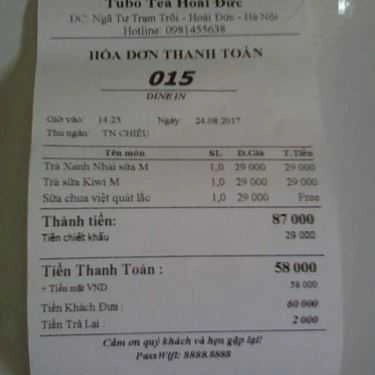 Tubo Tea Hoài Đức
ĐC: Ngã Tư Trạm Trôi - Hoài Đức - Hà Nội
Hotline: 0981455638
HÓA ĐƠN THANH TOÁN
015
DINE IN
Giờ vào: 14:23 Ngày: 24.08.2017
Thu ngân: TN CHIỀU
Tên món SL Đ.Giá T.Tiền
Trà Xanh Nhài sữa M 1,0 29 000 29 000
Trà sữa Kiwi M 1,0 29 000 29 000
Sữa chua việt quất lắc 1,0 29 000 Free
Thành tiền: 87 000
Tiền chiết khấu 29 000
Tiền Thanh Toán : 58 000
+ Tiền mặt VND 58 000
Tiền Khách Đưa : 60 000
Tiền Trả Lại : 2 000
Cảm ơn quý khách và hẹn gặp lại!
PassWifi: 8888.8888